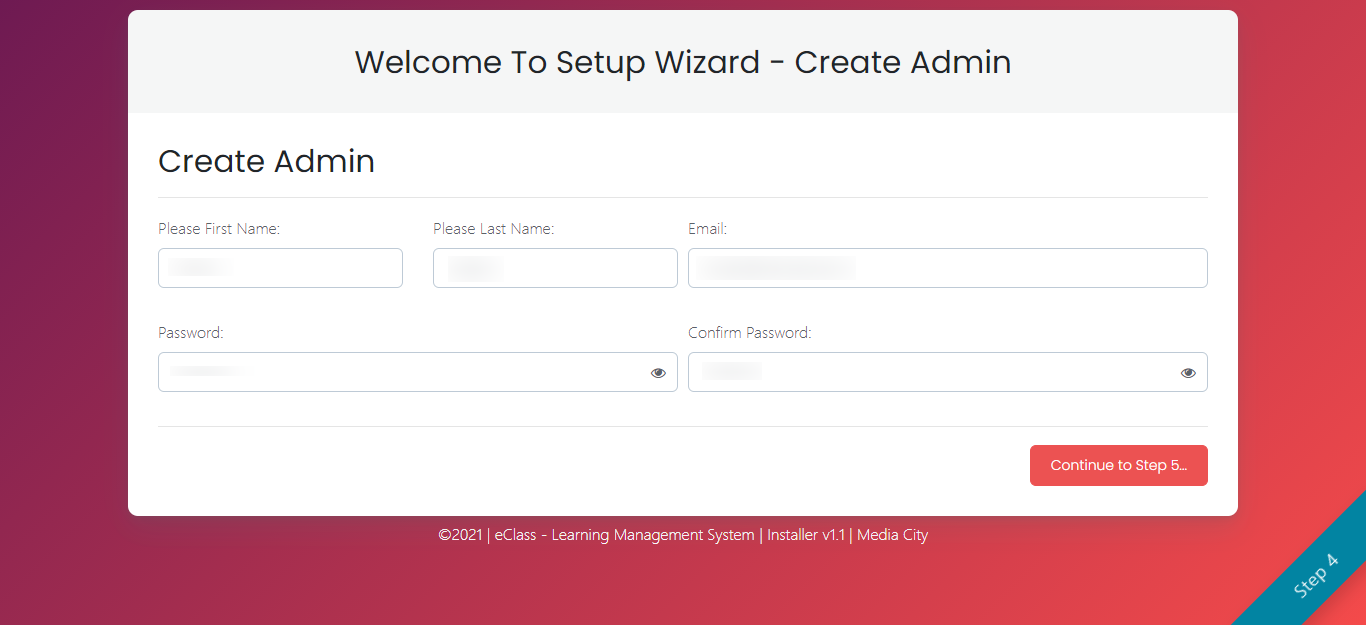 Welcome To Setup Wizard - Create Admin
Create Admin
Please First Name:
Please Last Name:
Email:
Password:
Confirm Password:
Continue to Step 5...
©2021 | eClass - Learning Management System | Installer v1.1 | Media City
Step 4